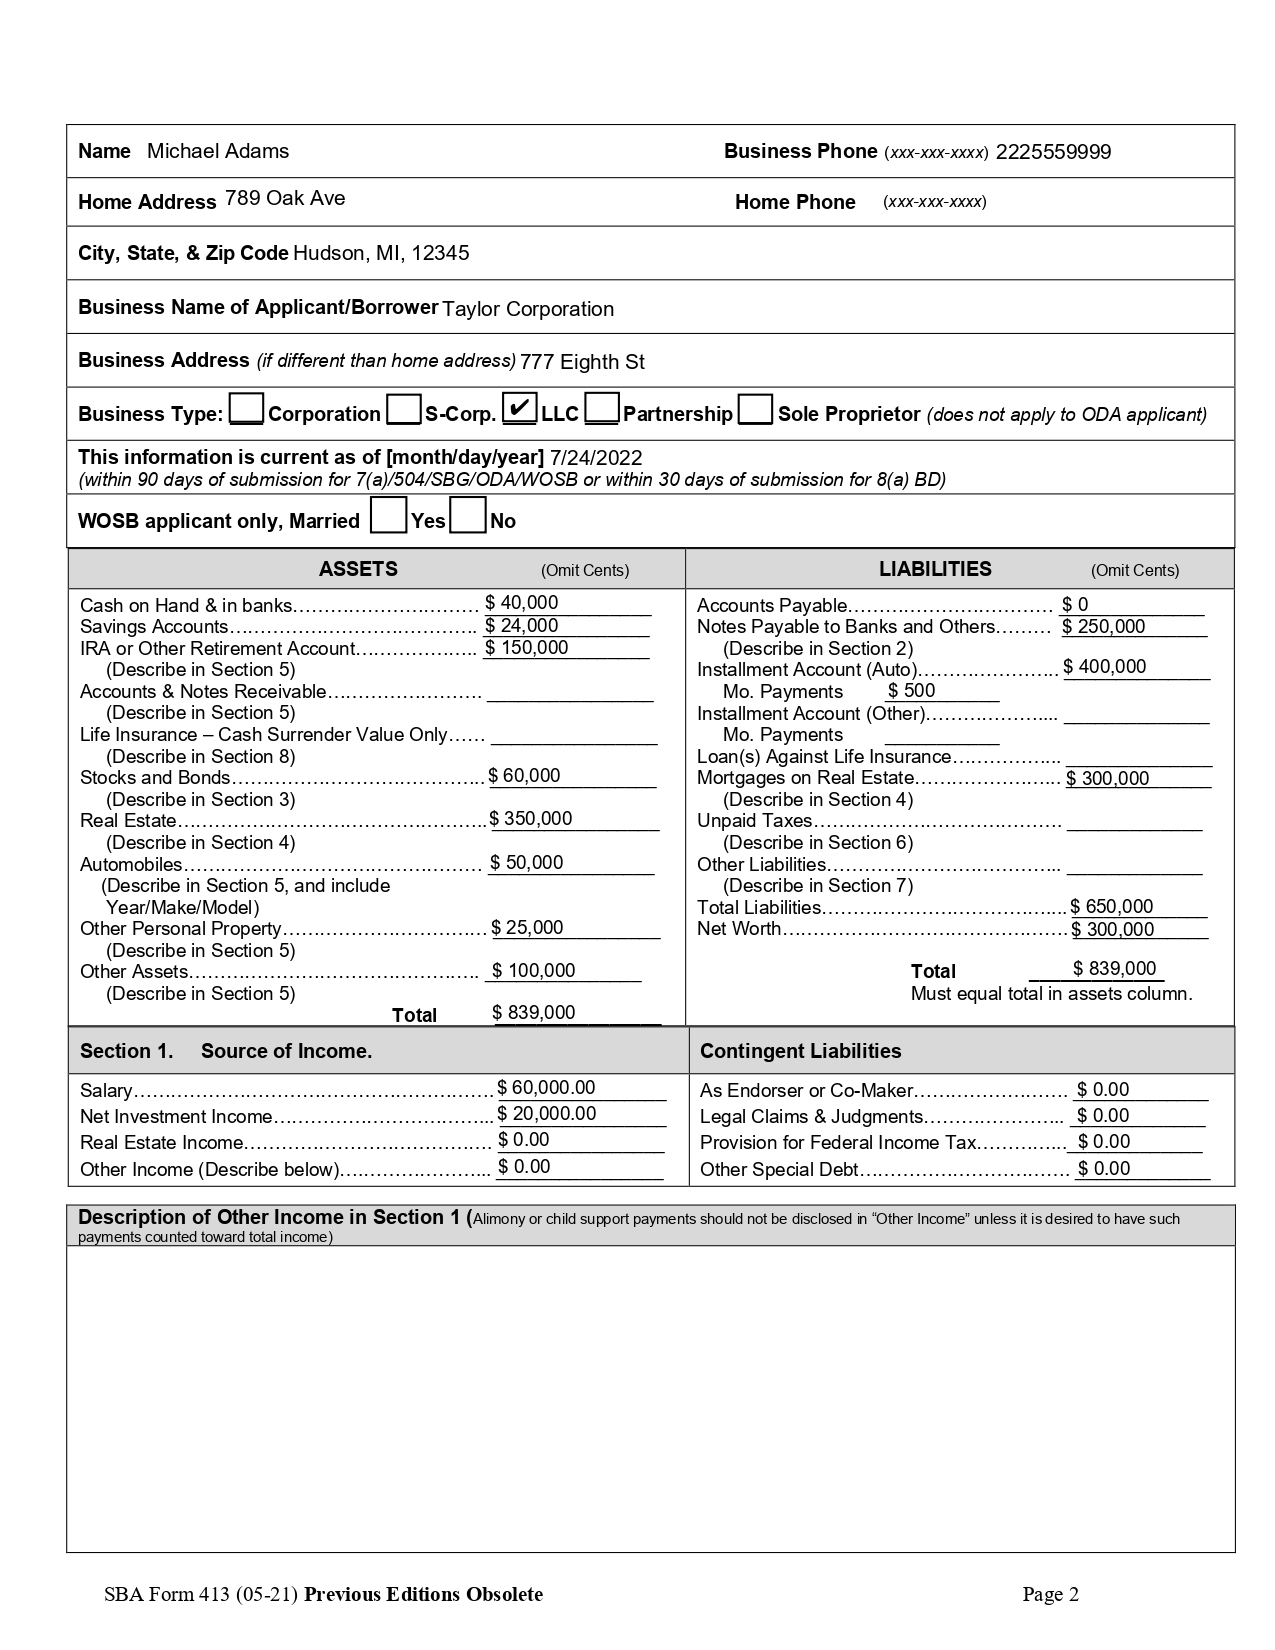 Name Michael Adams Business Phone (xxx-xxx-xxxx) 2225559999
Home Address 789 Oak Ave Home Phone (xxx-xxx-xxxx)
City, State, & Zip Code Hudson, MI, 12345
Business Name of Applicant/Borrower Taylor Corporation
Business Address (if different than home address) 777 Eighth St
Business Type: Corporation S-Corp. ✔ LLC Partnership Sole Proprietor (does not apply to ODA applicant)
This information is current as of [month/day/year] 7/24/2022
(within 90 days of submission for 7(a)/504/SBG/ODA/WOSB or within 30 days of submission for 8(a) BD)
WOSB applicant only, Married Yes No
ASSETS (Omit Cents)
Cash on Hand & in banks……………………… $ 40,000
Savings Accounts……………………………… $ 24,000
IRA or Other Retirement Account……………… $ 150,000
(Describe in Section 5)
Accounts & Notes Receivable…………………
(Describe in Section 5)
Life Insurance – Cash Surrender Value Only……
(Describe in Section 8)
Stocks and Bonds……………………………… $ 60,000
(Describe in Section 3)
Real Estate……………………………………… $ 350,000
(Describe in Section 4)
Automobiles……………………………………… $ 50,000
(Describe in Section 5, and include
Year/Make/Model)
Other Personal Property………………………… $ 25,000
(Describe in Section 5)
Other Assets…………………………………… $ 100,000
(Describe in Section 5)
Total $ 839,000
LIABILITIES (Omit Cents)
Accounts Payable………………………… $ 0
Notes Payable to Banks and Others……… $ 250,000
(Describe in Section 2)
Installment Account (Auto)………………… $ 400,000
Mo. Payments $ 500
Installment Account (Other)…………………
Mo. Payments
Loan(s) Against Life Insurance……………...
Mortgages on Real Estate………………… $ 300,000
(Describe in Section 4)
Unpaid Taxes………………………………
(Describe in Section 6)
Other Liabilities……………………………..
(Describe in Section 7)
Total Liabilities……………………………… $ 650,000
Net Worth…………………………………… $ 300,000
Total $ 839,000
Must equal total in assets column.
Section 1. Source of Income.
Salary…………………………………………… $ 60,000.00
Net Investment Income………………………… $ 20,000.00
Real Estate Income…………………………… $ 0.00
Other Income (Describe below)………………… $ 0.00
Contingent Liabilities
As Endorser or Co-Maker…………………… $ 0.00
Legal Claims & Judgments………………… $ 0.00
Provision for Federal Income Tax…………… $ 0.00
Other Special Debt………………………… $ 0.00
Description of Other Income in Section 1 (Alimony or child support payments should not be disclosed in “Other Income” unless it is desired to have such
payments counted toward total income)
SBA Form 413 (05-21) Previous Editions Obsolete Page 2